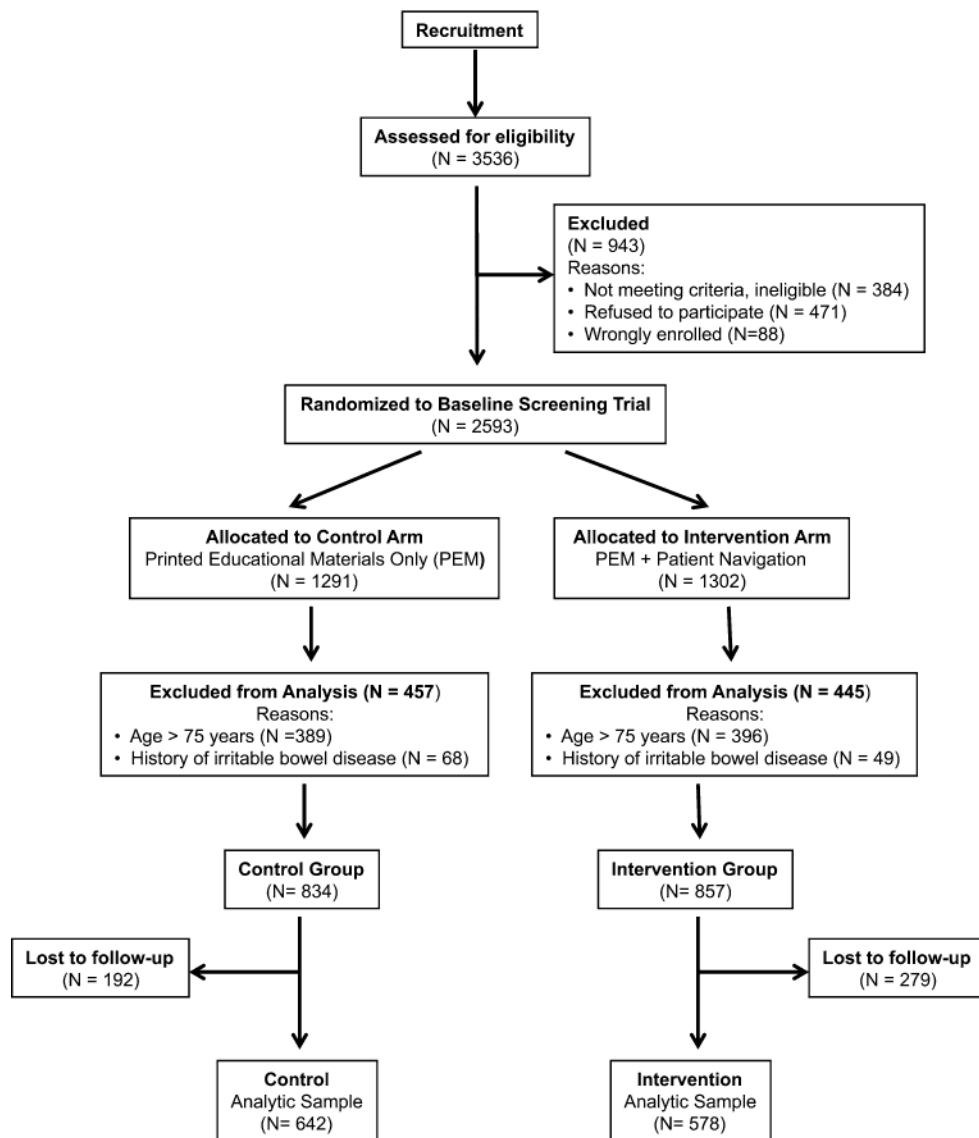 Recruitment
Assessed for eligibility
(N = 3536)
Excluded
(N = 943)
Reasons:
• Not meeting criteria, ineligible (N = 384)
• Refused to participate (N = 471)
• Wrongly enrolled (N=88)
Randomized to Baseline Screening Trial
(N = 2593)
Allocated to Control Arm
Printed Educational Materials Only (PEM)
(N = 1291)
Allocated to Intervention Arm
PEM + Patient Navigation
(N = 1302)
Excluded from Analysis (N = 457)
Reasons:
• Age > 75 years (N =389)
• History of irritable bowel disease (N = 68)
Excluded from Analysis (N = 445)
Reasons:
• Age > 75 years (N = 396)
• History of irritable bowel disease (N = 49)
Control Group
(N= 834)
Intervention Group
(N= 857)
Lost to follow-up
(N = 192)
Lost to follow-up
(N = 279)
Control
Analytic Sample
(N= 642)
Intervention
Analytic Sample
(N= 578)